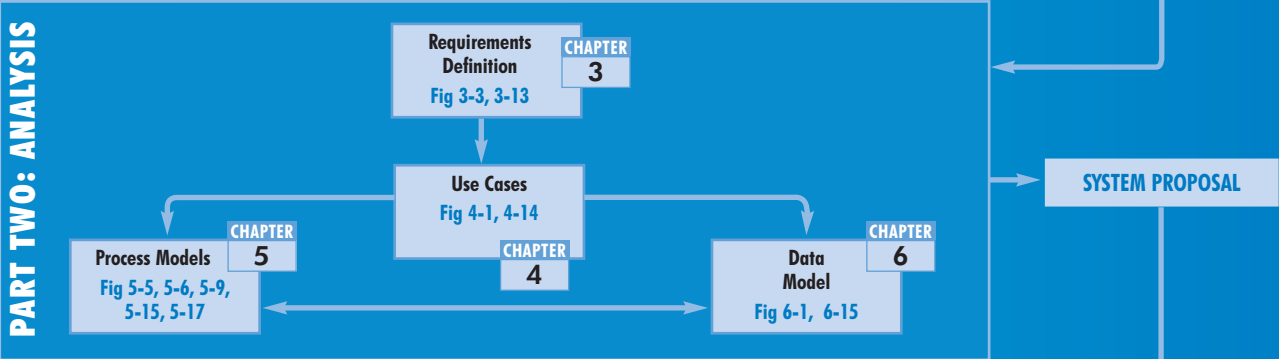 PART TWO: ANALYSIS
Requirements
Definition
Fig 3-3, 3-13
CHAPTER
3
Use Cases
Fig 4-1, 4-14
CHAPTER
4
Process Models
Fig 5-5, 5-6, 5-9,
5-15, 5-17
CHAPTER
5
Data
Model
Fig 6-1, 6-15
CHAPTER
6
SYSTEM PROPOSAL